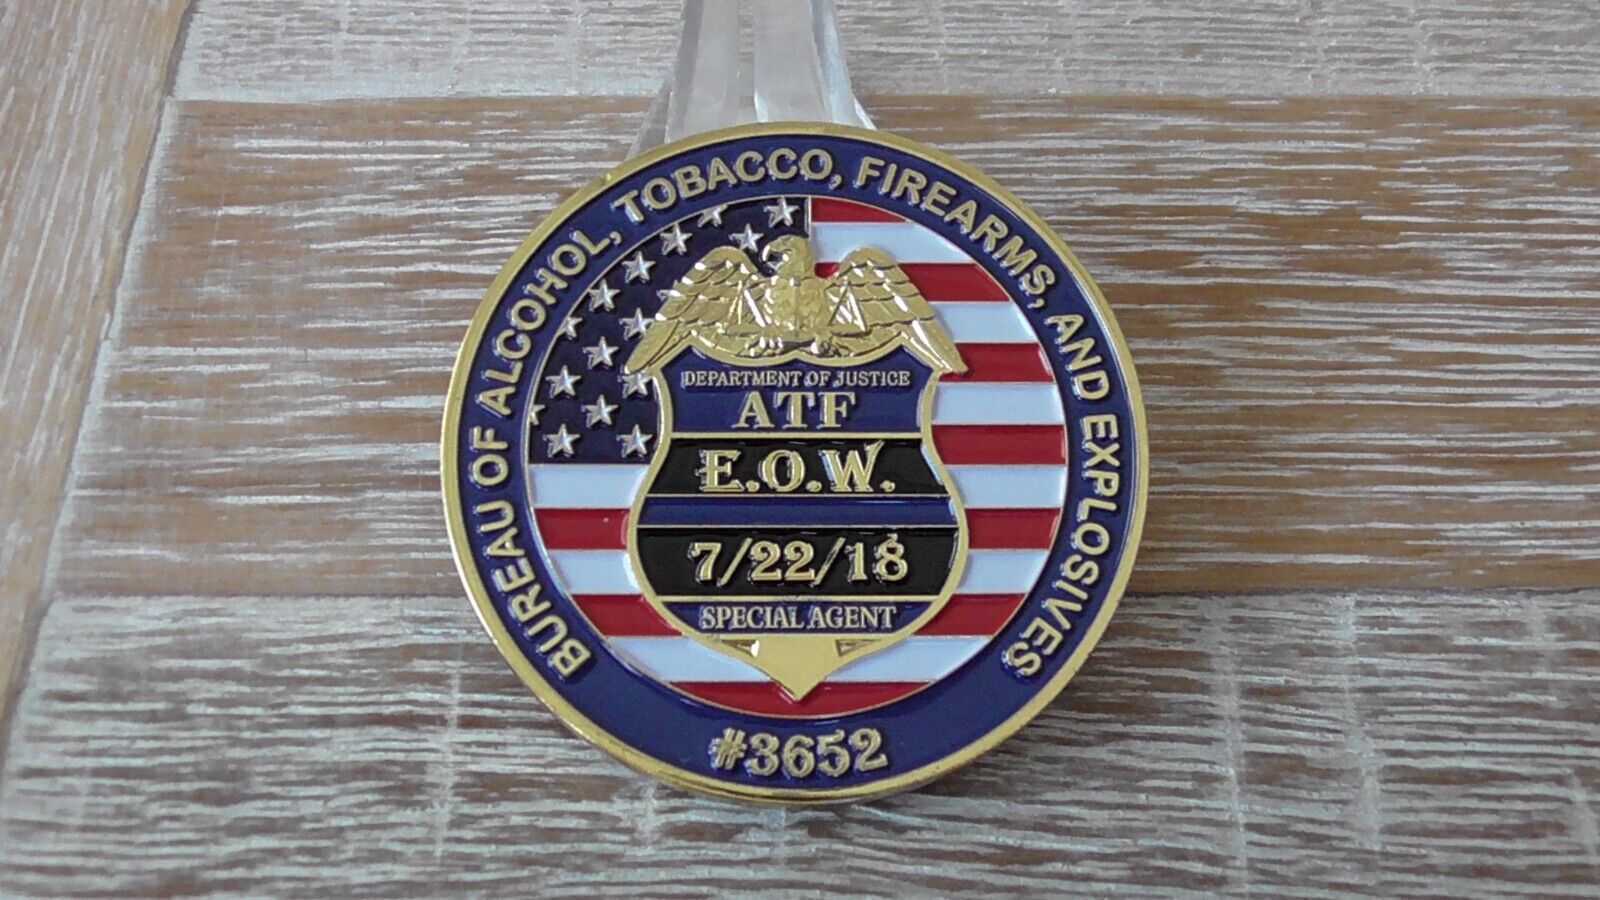 BUREAU OF ALCOHOL, TOBACCO, FIREARMS, AND EXPLOSIVES
DEPARTMENT OF JUSTICE
ATF
E.O.W.
7/22/18
SPECIAL AGENT
#3652